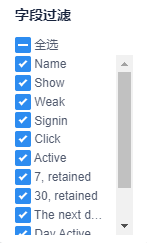 字段过滤
全选
Name
Show
Weak
Signin
Click
Active
7, retained
30, retained
The next d...
Day Active